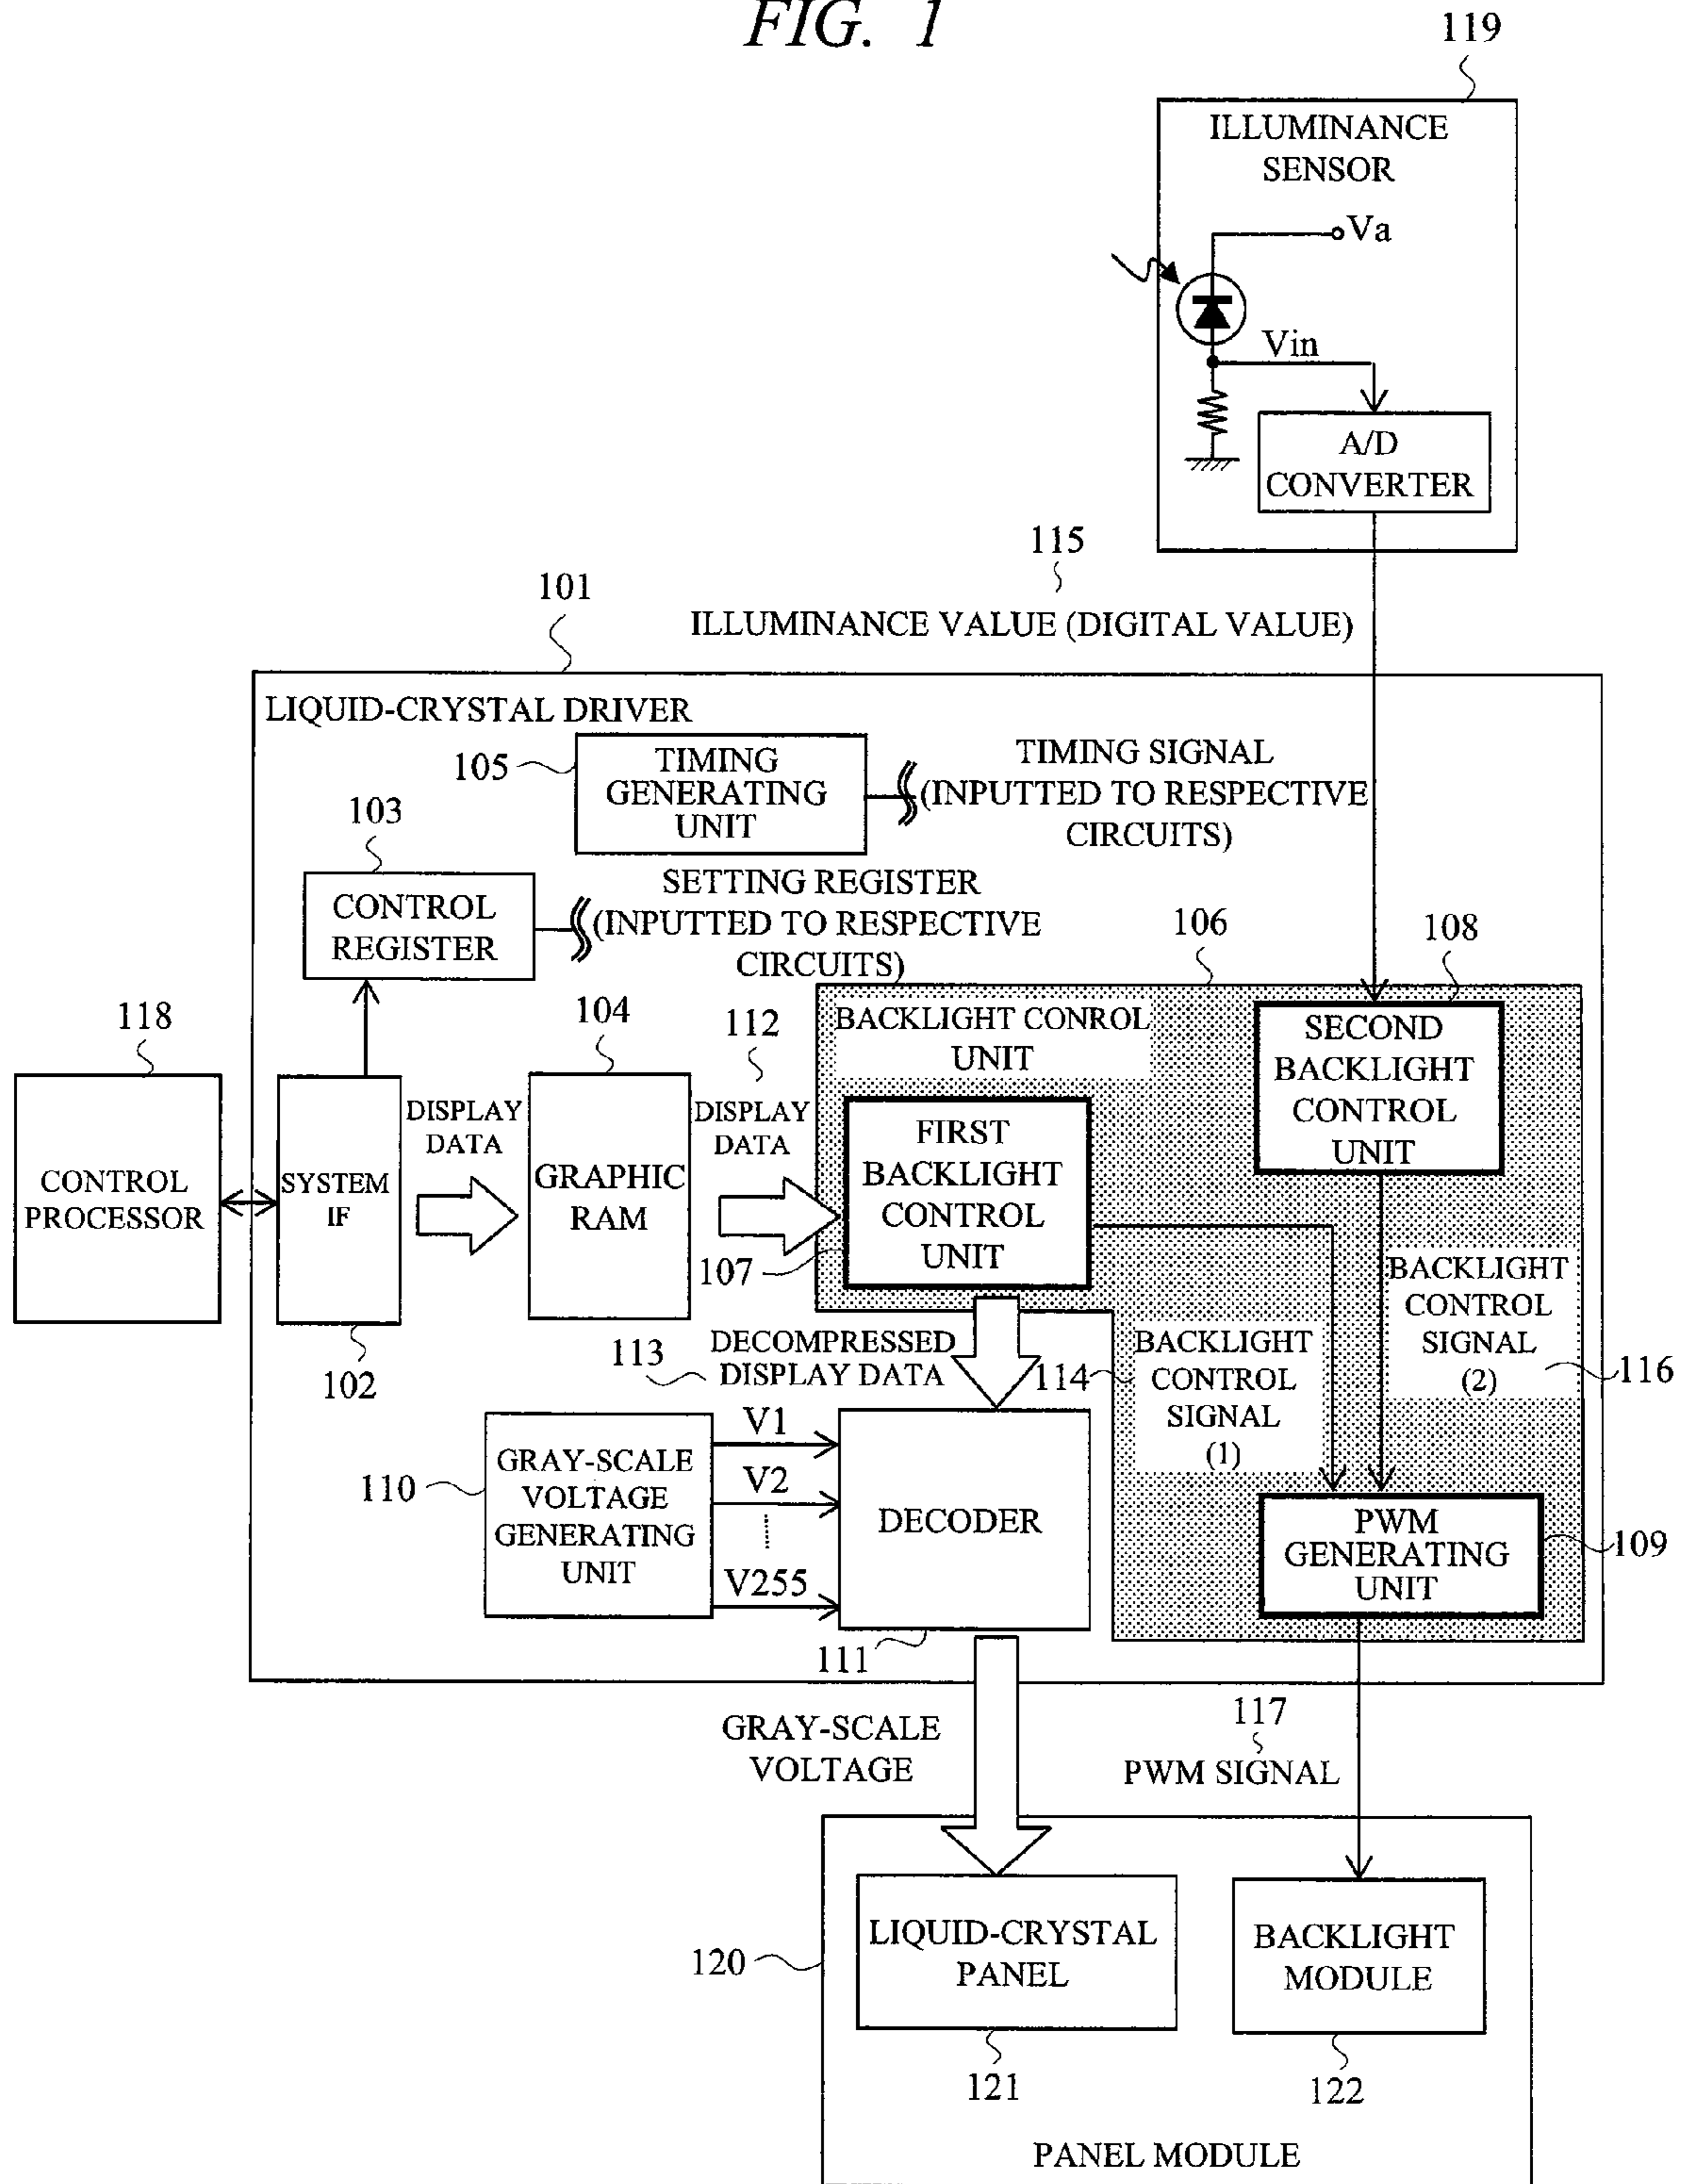 FIG. 1
119
ILLUMINANCE
SENSOR
Va
Vin
A/D
CONVERTER
115
ILLUMINANCE VALUE (DIGITAL VALUE)
101
LIQUID-CRYSTAL DRIVER
105
TIMING
GENERATING
UNIT
TIMING SIGNAL
(INPUTTED TO RESPECTIVE
CIRCUITS)
103
CONTROL
REGISTER
SETTING REGISTER
(INPUTTED TO RESPECTIVE
CIRCUITS)
106
108
118
CONTROL
PROCESSOR
SYSTEM
IF
102
DISPLAY
DATA
104
GRAPHIC
RAM
112
DISPLAY
DATA
BACKLIGHT CONROL
UNIT
FIRST
BACKLIGHT
CONTROL
UNIT
107
SECOND
BACKLIGHT
CONTROL
UNIT
113
DECOMPRESSED
DISPLAY DATA
114
BACKLIGHT
CONTROL
SIGNAL
(1)
BACKLIGHT
CONTROL
SIGNAL
(2)
116
110
GRAY-SCALE
VOLTAGE
GENERATING
UNIT
V1
V2
V255
DECODER
111
PWM
GENERATING
UNIT
109
GRAY-SCALE
VOLTAGE
117
PWM SIGNAL
120
LIQUID-CRYSTAL
PANEL
121
BACKLIGHT
MODULE
122
PANEL MODULE